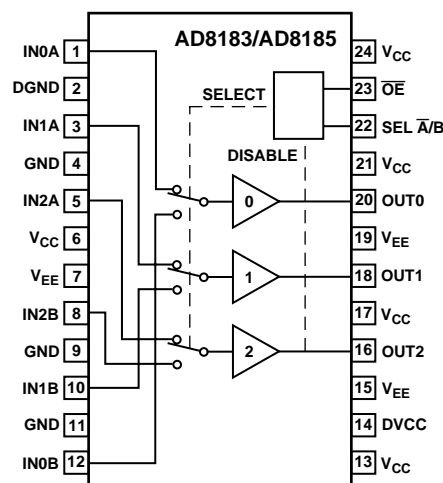 AD8183/AD8185
IN0A 1
DGND 2
IN1A 3
GND 4
IN2A 5
VCC 6
VEE 7
IN2B 8
GND 9
IN1B 10
GND 11
IN0B 12
SELECT
DISABLE
0
1
2
24 VCC
23 O̅E̅
22 SEL A̅/B
21 VCC
20 OUT0
19 VEE
18 OUT1
17 VCC
16 OUT2
15 VEE
14 DVCC
13 VCC